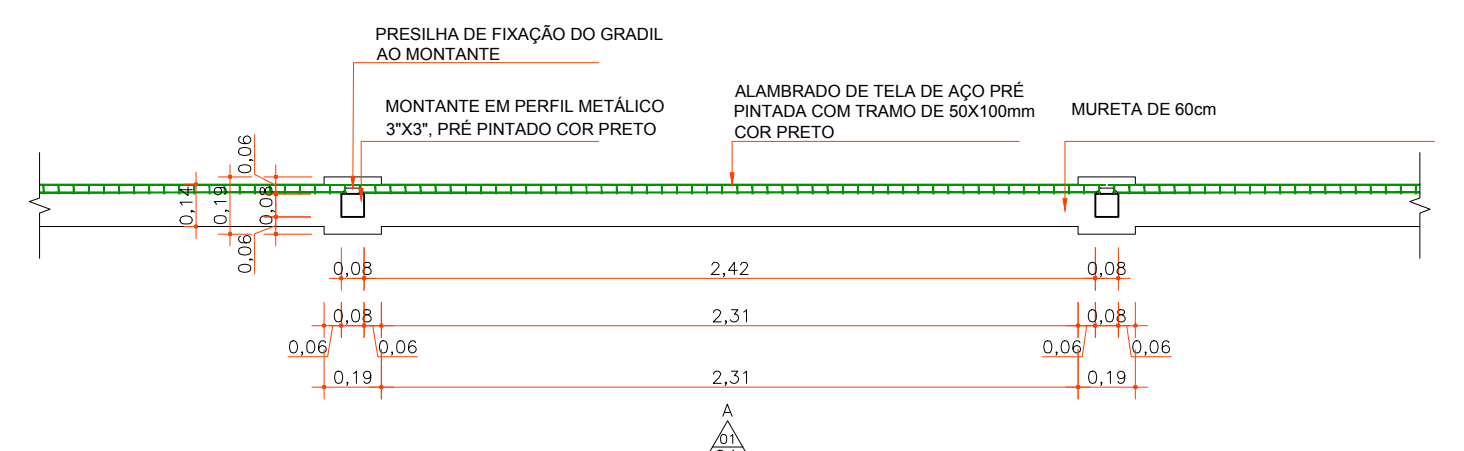 PRESILHA DE FIXAÇÃO DO GRADIL
AO MONTANTE
MONTANTE EM PERFIL METÁLICO
3"X3", PRÉ PINTADO COR PRETO
ALAMBRADO DE TELA DE AÇO PRÉ
PINTADA COM TRAMO DE 50X100mm
COR PRETO
MURETA DE 60cm
0,06
0,14
0,19
0,08
0,06
0,08
2,42
0,08
0,08
2,31
0,08
0,06
0,06
0,06
0,06
0,19
2,31
0,19
A
01